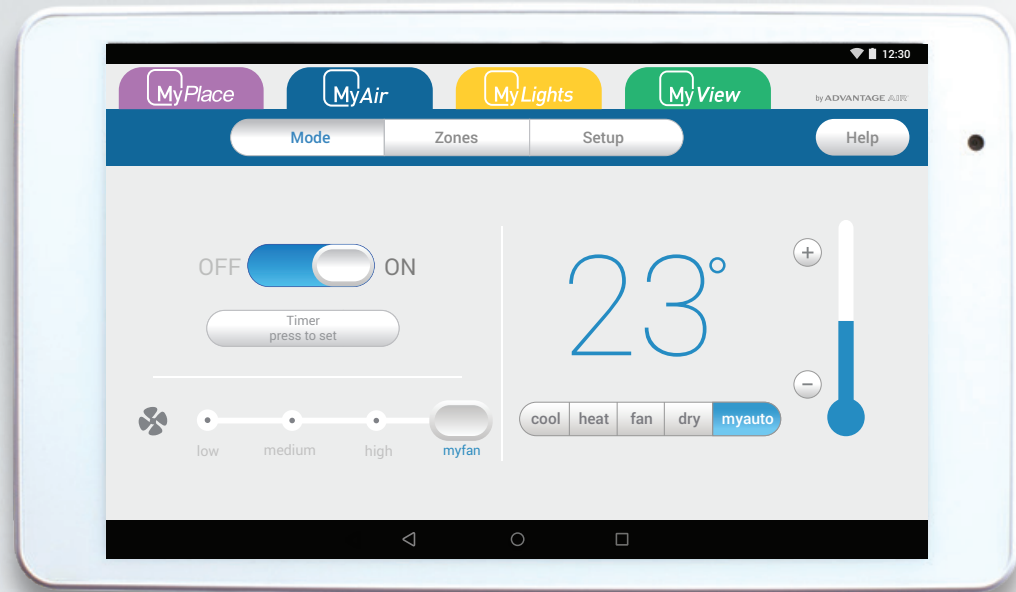 12:30
MyPlace
MyAir
MyLights
MyView
by ADVANTAGE AIR
Mode
Zones
Setup
Help
OFF
ON
Timer
press to set
23°
+
−
cool heat fan dry myauto
low medium high myfan